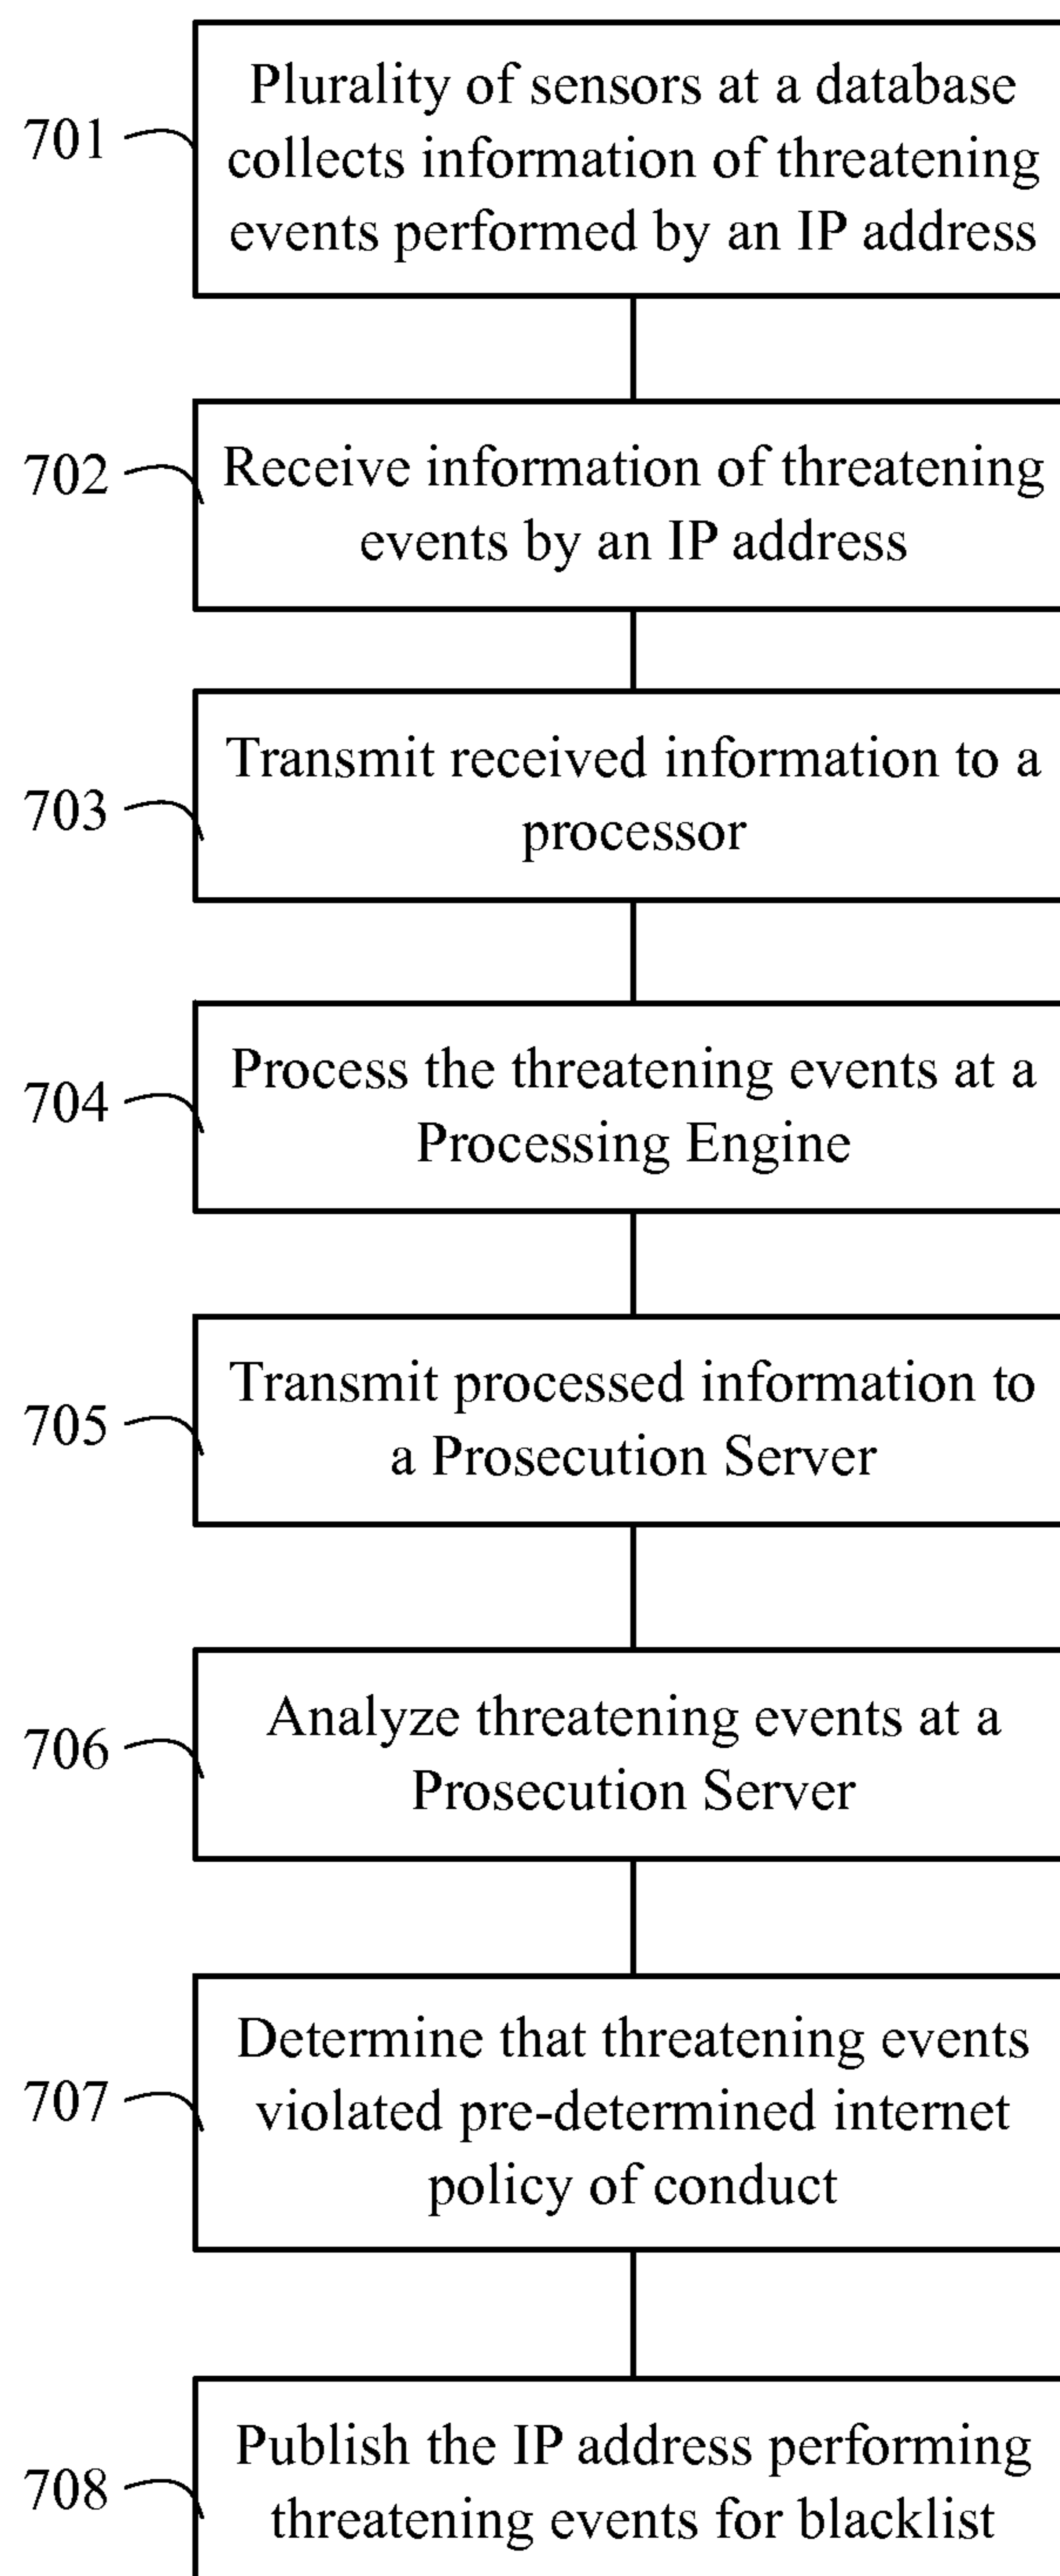 Plurality of sensors at a database
701
collects information of threatening
events performed by an IP address
702
Receive information of threatening
events by an IP address
703
Transmit received information to a
processor
704
Process the threatening events at a
Processing Engine
705
Transmit processed information to
a Prosecution Server
706
Analyze threatening events at a
Prosecution Server
707
Determine that threatening events
violated pre-determined internet
policy of conduct
708
Publish the IP address performing
threatening events for blacklist